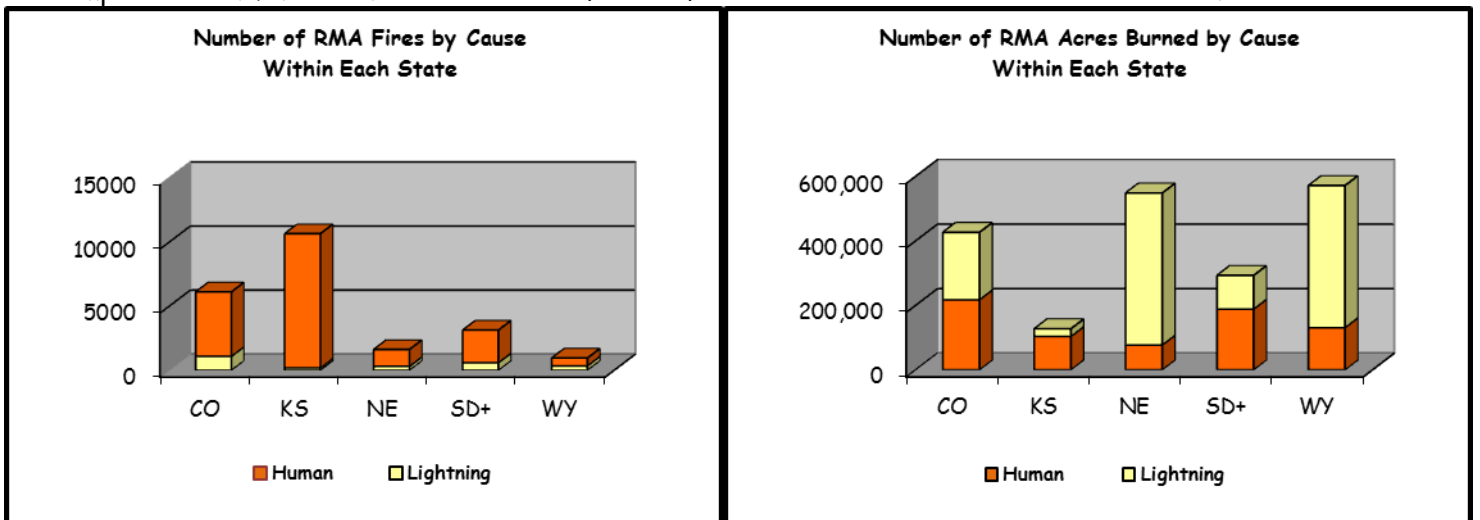 Number of RMA Fires by Cause
Within Each State
15000
10000
5000
0
CO KS NE SD+ WY
Human Lightning
Number of RMA Acres Burned by Cause
Within Each State
600,000
400,000
200,000
0
CO KS NE SD+ WY
Human Lightning